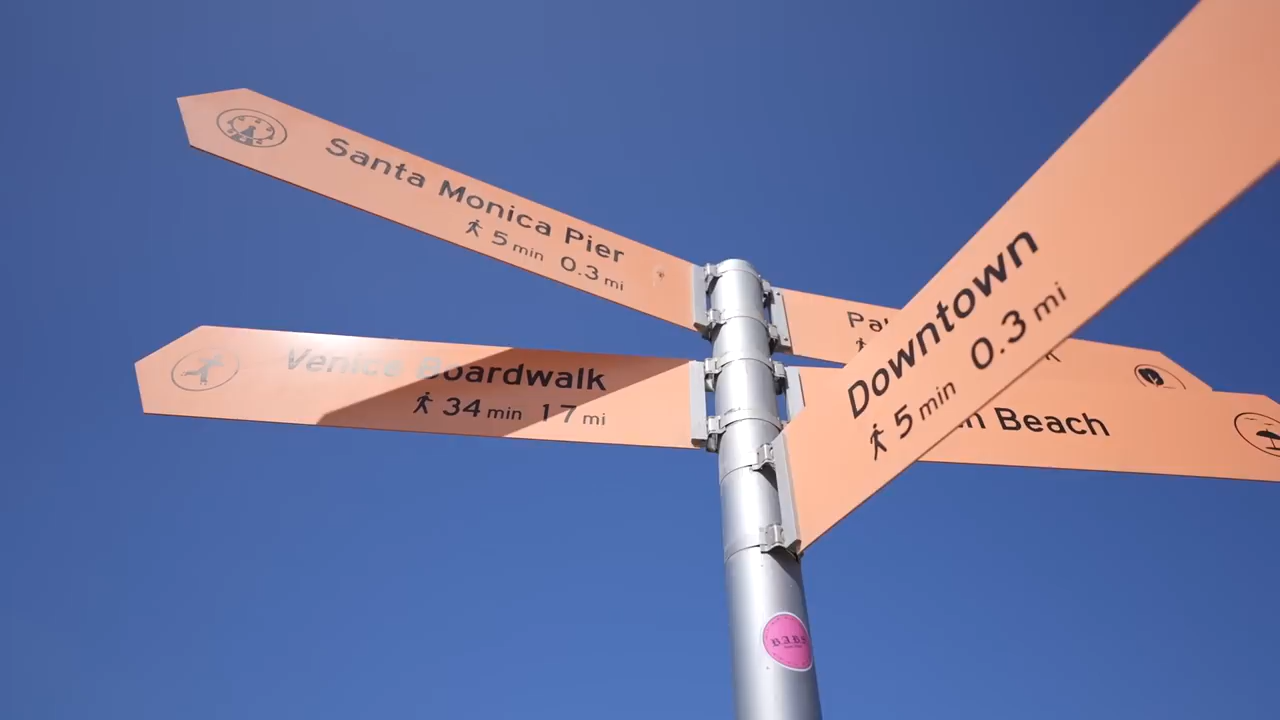 Santa Monica Pier
5 min 0.3 mi
Venice Boardwalk
34 min 1.7 mi
Downtown
5 min 0.3 mi
Beach